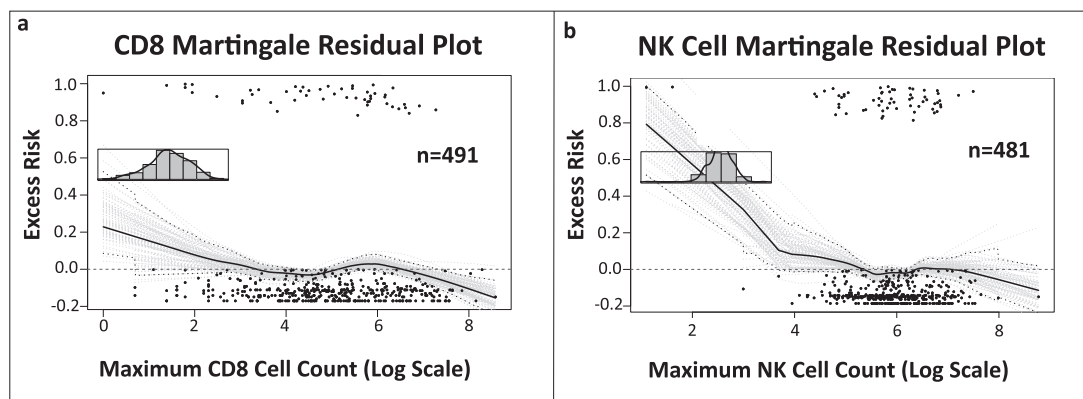 a
CD8 Martingale Residual Plot
Excess Risk
1.0
0.8
0.6
0.4
0.2
0.0
-0.2
n=491
0 2 4 6 8
Maximum CD8 Cell Count (Log Scale)
b
NK Cell Martingale Residual Plot
Excess Risk
1.0
0.8
0.6
0.4
0.2
0.0
-0.2
n=481
2 4 6 8
Maximum NK Cell Count (Log Scale)